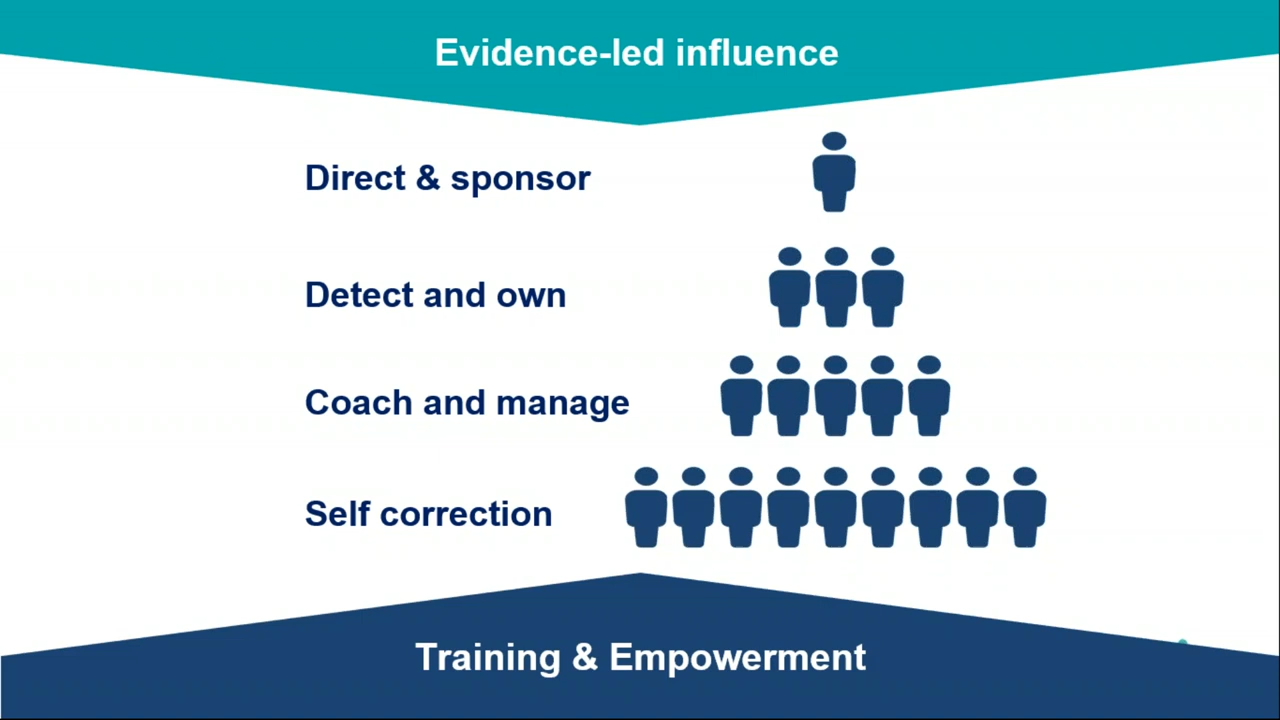 Evidence-led influence
Direct & sponsor
Detect and own
Coach and manage
Self correction
Training & Empowerment